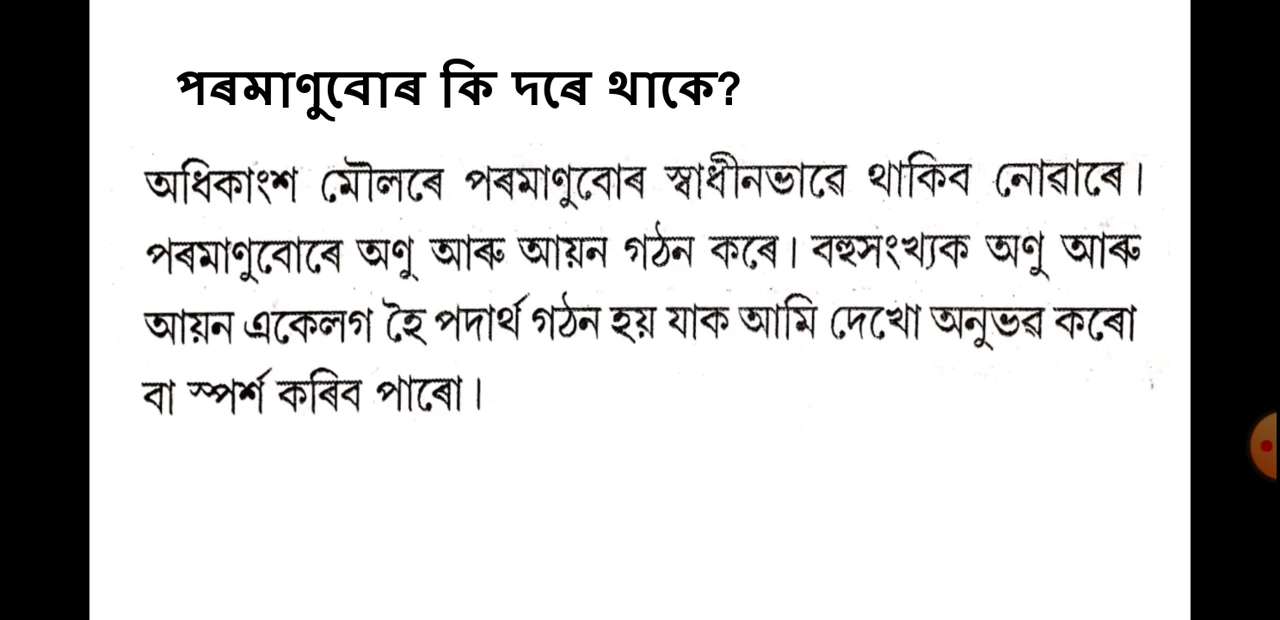 পৰমাণুবোৰ কি দৰে থাকে?
অধিকাংশ মৌলৰে পৰমাণুবোৰ স্বাধীনভাৱে থাকিব নোৱাৰে।
পৰমাণুবোৰে অণু আৰু আয়ন গঠন কৰে। বহুসংখ্যক অণু আৰু
আয়ন একেলগ হৈ পদাৰ্থ গঠন হয় যাক আমি দেখো অনুভৱ কৰো
বা স্পৰ্শ কৰিব পাৰো।